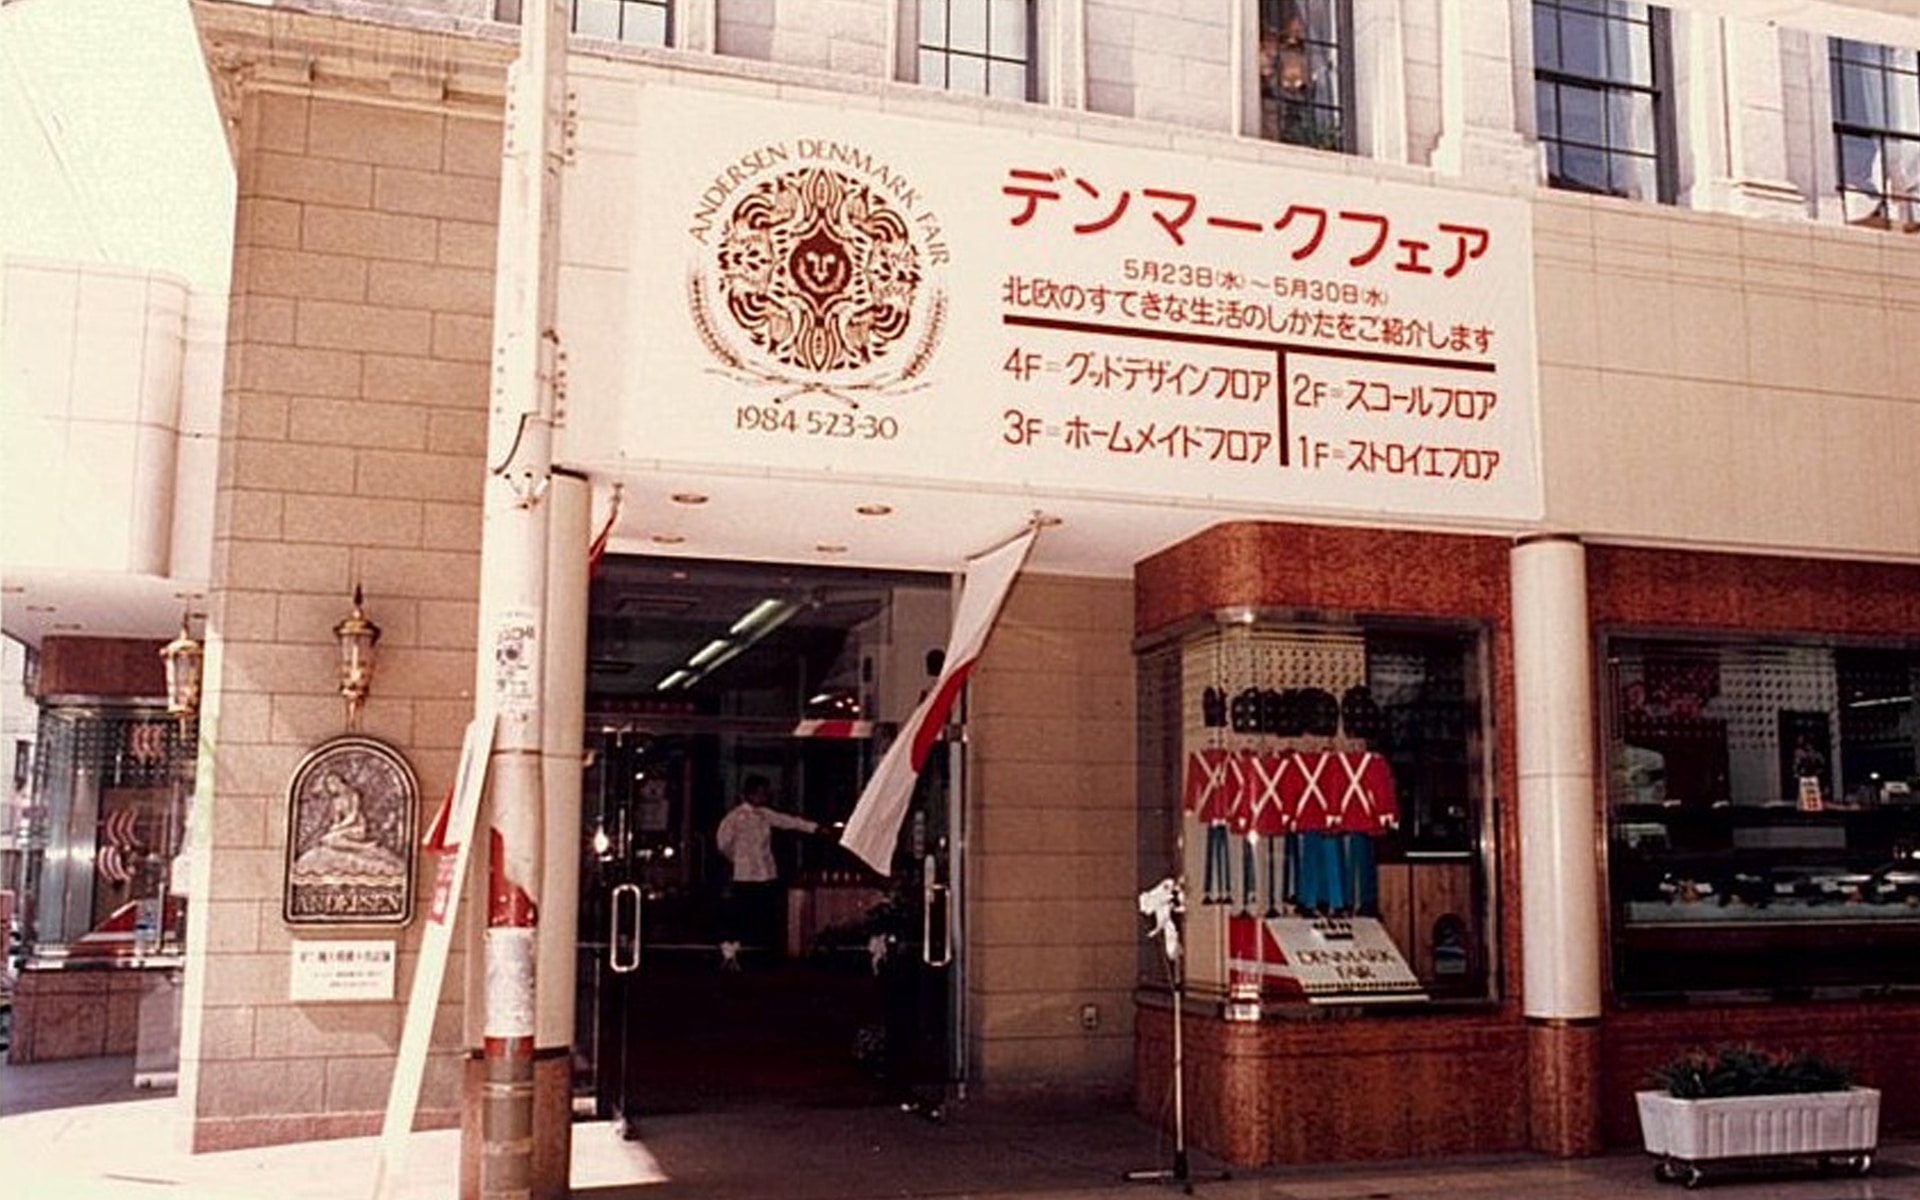 ANDERSEN DENMARK FAIR
1984 5.23-30
デンマークフェア
5月23日(水)〜5月30日(水)
北欧のすてきな生活のしかたをご紹介します
4F=グッドデザインフロア
2F=スコールフロア
3F=ホームメイドフロア
1F=ストロイエフロア
ANDERSEN
DENMARK
FAIR